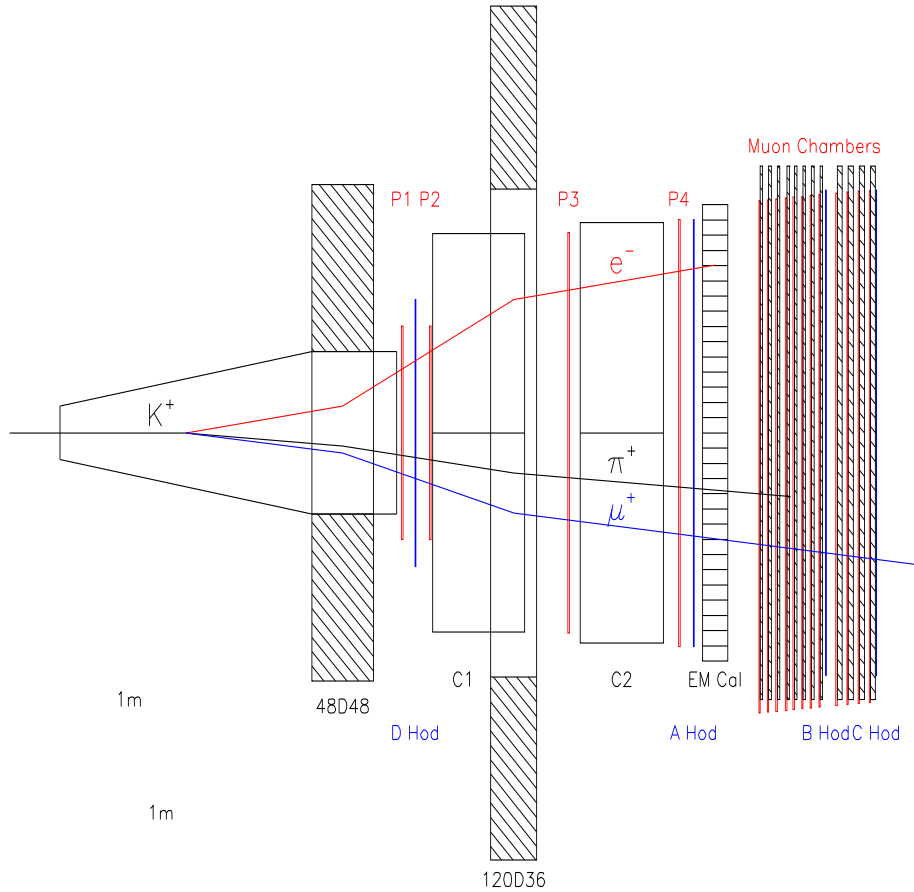 Muon Chambers
P1 P2
P3
P4
e⁻
K⁺
π⁺
μ⁺
C1
C2
EM Cal
1m
48D48
D Hod
A Hod
B Hod C Hod
1m
120D36